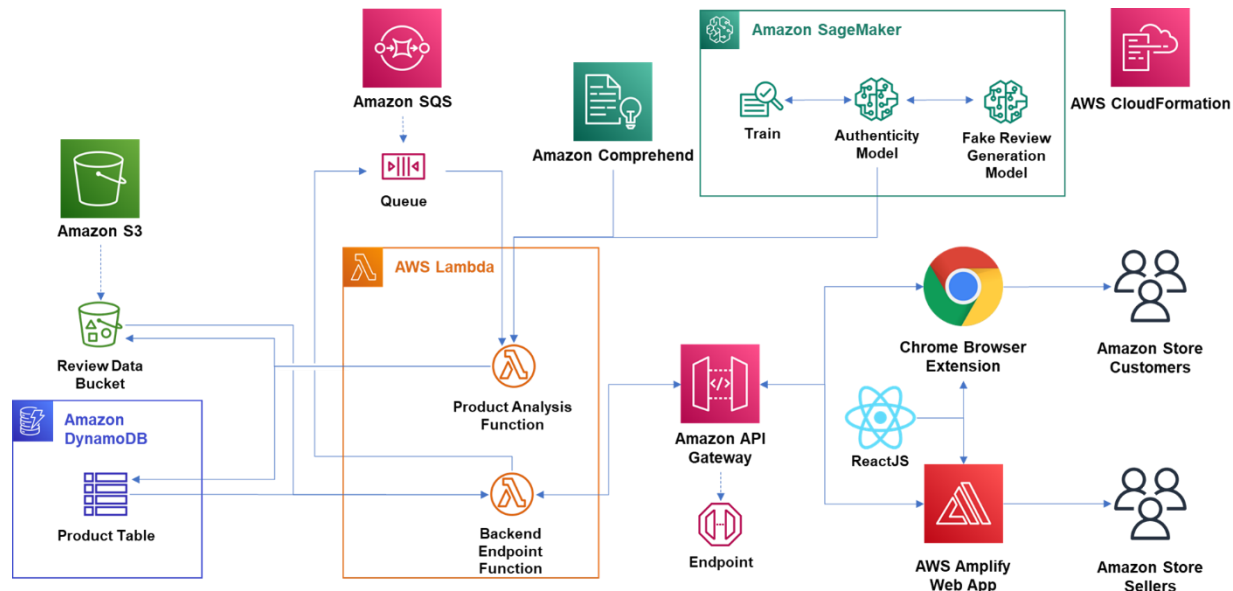 Amazon SageMaker
Amazon SQS
AWS CloudFormation
Train
Authenticity
Model
Fake Review
Generation
Model
Amazon Comprehend
Queue
Amazon S3
AWS Lambda
Review Data
Bucket
Chrome Browser
Extension
Amazon Store
Customers
Product Analysis
Function
Amazon
DynamoDB
</>
Amazon API
Gateway
ReactJS
Product Table
Backend
Endpoint
Function
Endpoint
AWS Amplify
Web App
Amazon Store
Sellers